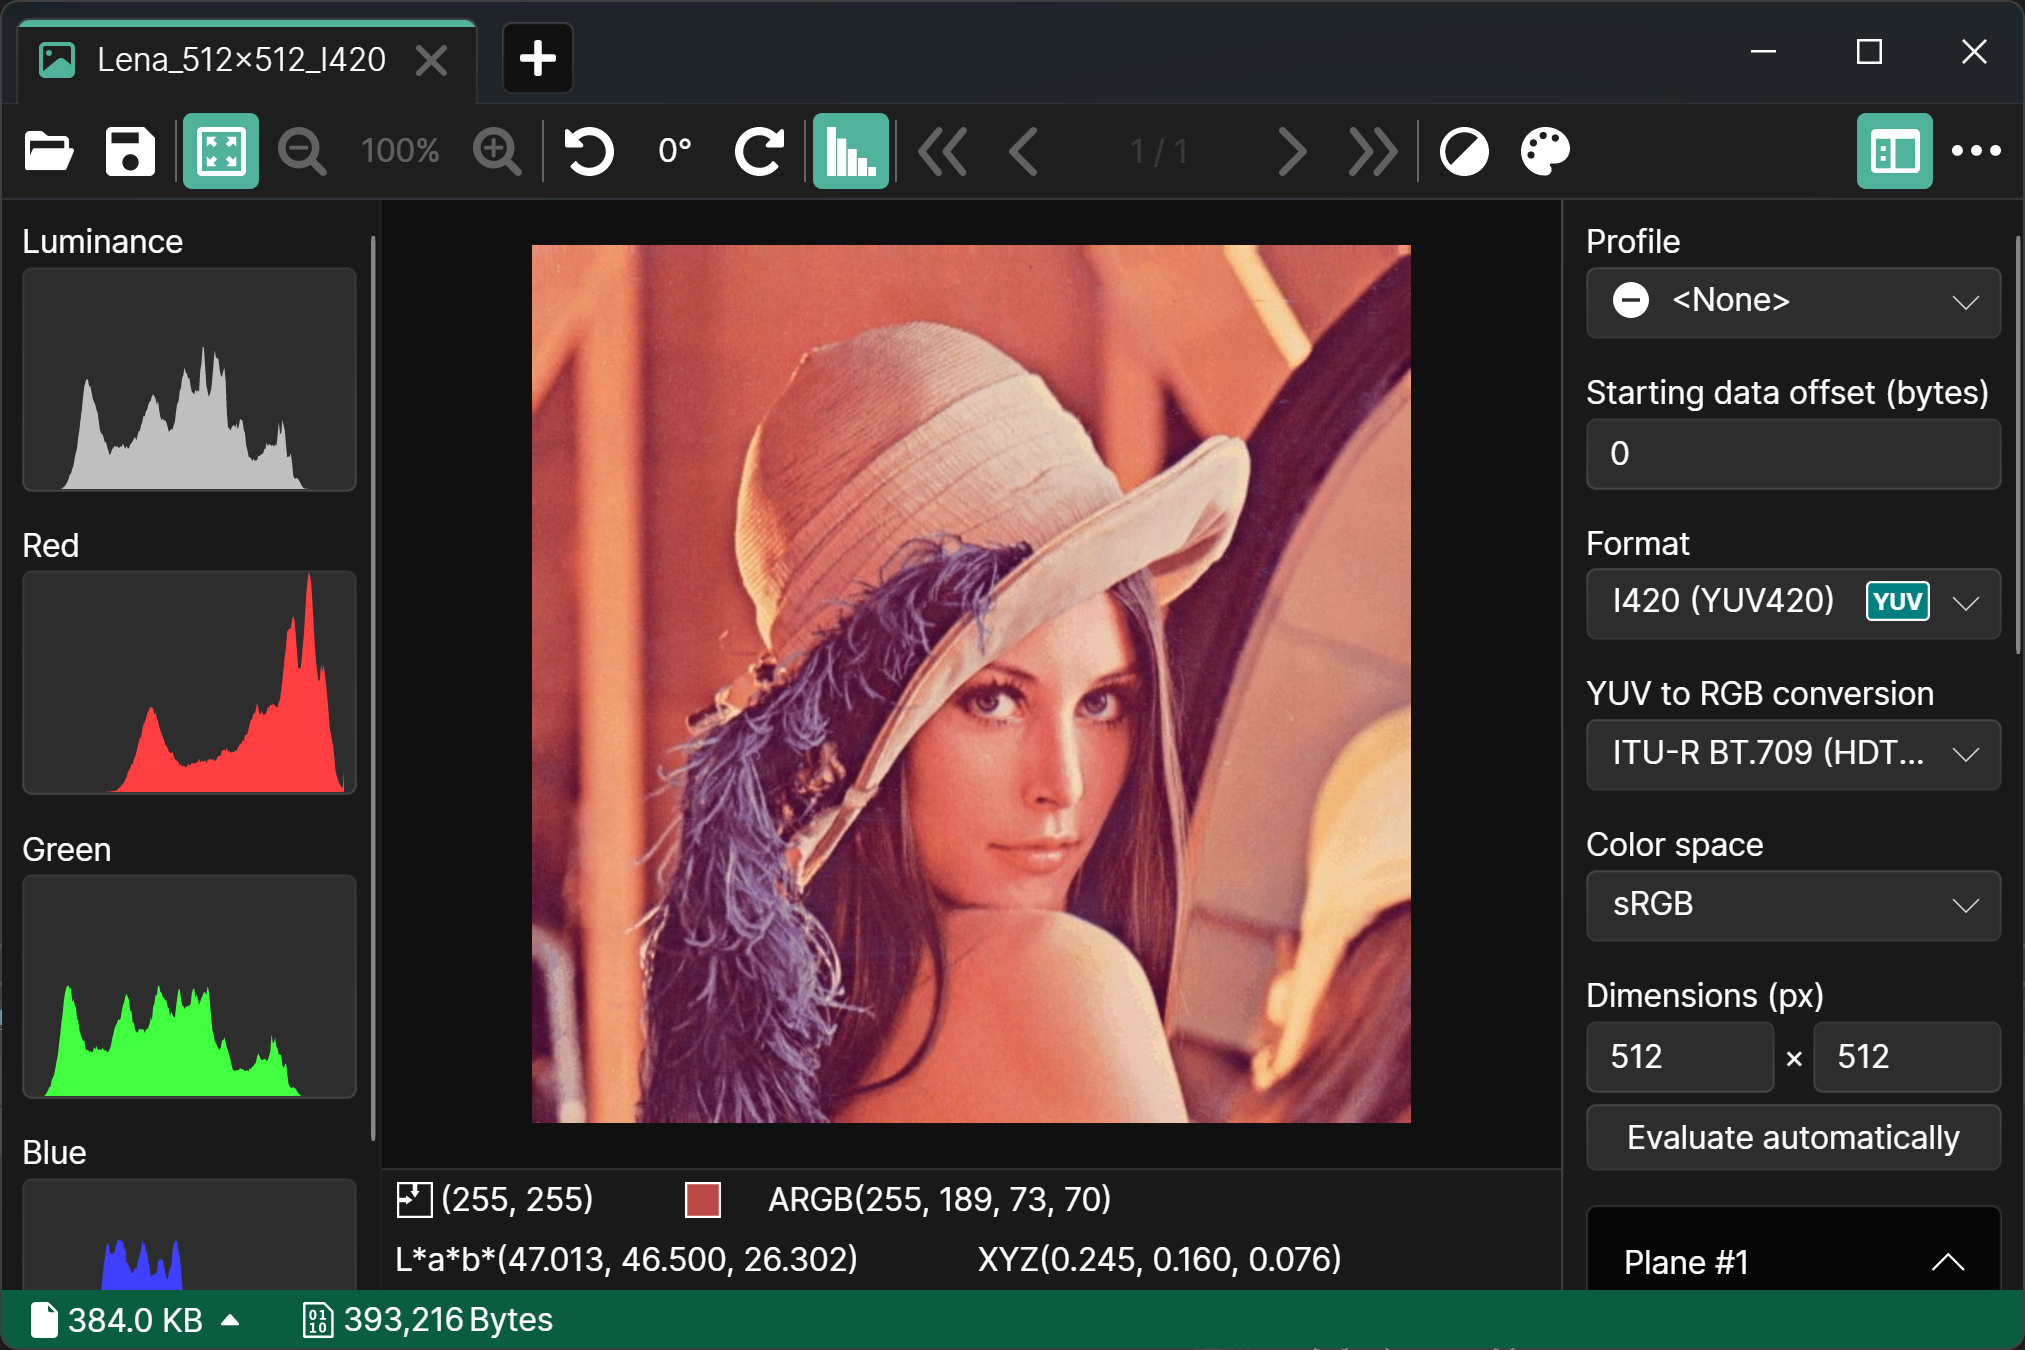 Lena_512×512_I420
100%
0°
1 / 1
Luminance
Red
Green
Blue
(255, 255)
ARGB(255, 189, 73, 70)
L*a*b*(47.013, 46.500, 26.302)
XYZ(0.245, 0.160, 0.076)
Profile
<None>
Starting data offset (bytes)
0
Format
I420 (YUV420)
YUV
YUV to RGB conversion
ITU-R BT.709 (HDT...
Color space
sRGB
Dimensions (px)
512 × 512
Evaluate automatically
Plane #1
384.0 KB
01
10
393,216 Bytes